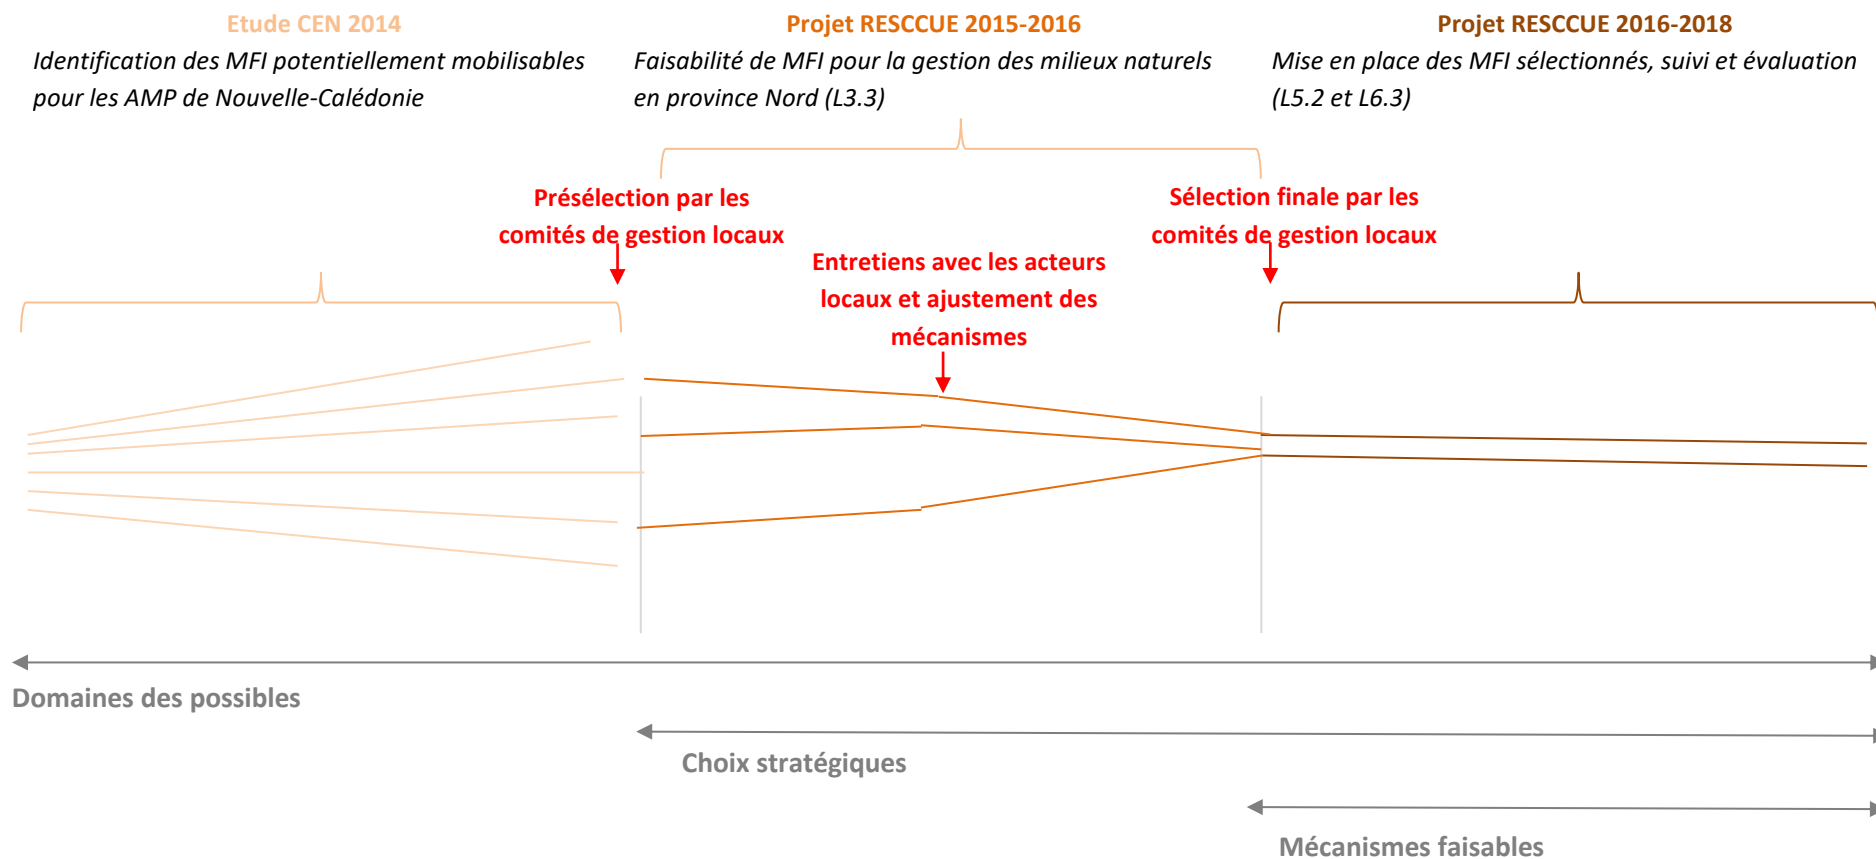 Etude CEN 2014
Identification des MFI potentiellement mobilisables
pour les AMP de Nouvelle-Calédonie
Projet RESCCUE 2015-2016
Faisabilité de MFI pour la gestion des milieux naturels
en province Nord (L3.3)
Projet RESCCUE 2016-2018
Mise en place des MFI sélectionnés, suivi et évaluation
(L5.2 et L6.3)
Présélection par les
comités de gestion locaux
Entretiens avec les acteurs
locaux et ajustement des
mécanismes
Sélection finale par les
comités de gestion locaux
Domaines des possibles
Choix stratégiques
Mécanismes faisables